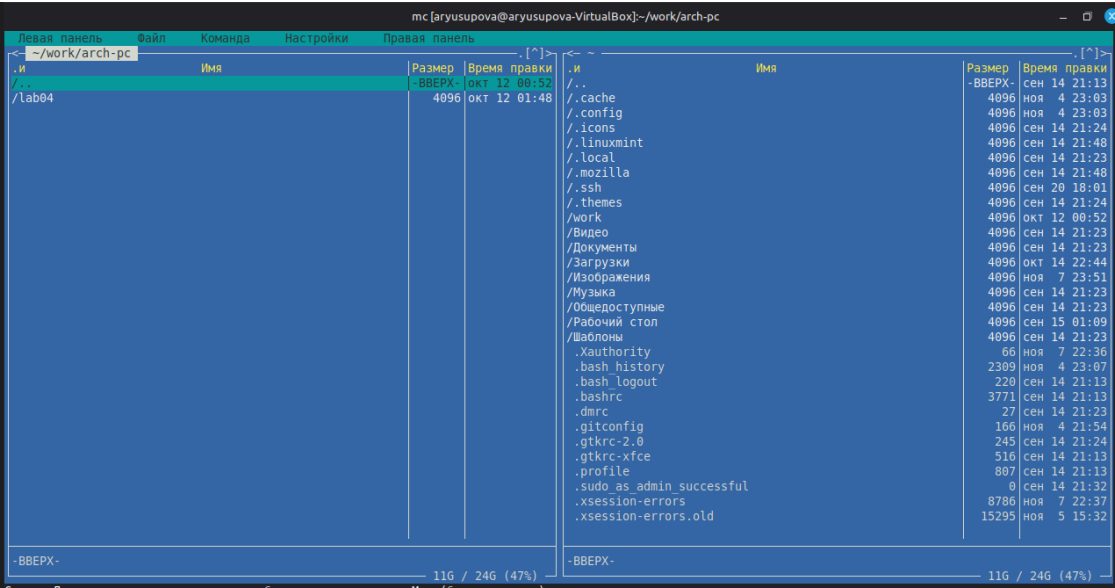 mc [aryusupova@aryusupova-VirtualBox]:~/work/arch-pc
Левая панель Файл Команда Настройки Правая панель
<- ~/work/arch-pc .[^]>
.и Имя Размер Время правки
/.. -ВВЕРХ- окт 12 00:52
/lab04 4096 окт 12 01:48
-ВВЕРХ-
11G / 24G (47%)
<- ~ .[^]>
.и Имя Размер Время правки
/.. -ВВЕРХ- сен 14 21:13
/.cache 4096 ноя 4 23:03
/.config 4096 ноя 4 23:03
/.icons 4096 сен 14 21:24
/.linuxmint 4096 сен 14 21:48
/.local 4096 сен 14 21:23
/.mozilla 4096 сен 14 21:48
/.ssh 4096 сен 20 18:01
/.themes 4096 сен 14 21:24
/work 4096 окт 12 00:52
/Видео 4096 сен 14 21:23
/Документы 4096 сен 14 21:23
/Загрузки 4096 окт 14 22:44
/Изображения 4096 ноя 7 23:51
/Музыка 4096 сен 14 21:23
/Общедоступные 4096 сен 14 21:23
/Рабочий стол 4096 сен 15 01:09
/Шаблоны 4096 сен 14 21:23
.Xauthority 66 ноя 7 22:36
.bash_history 2309 ноя 4 23:07
.bash_logout 220 сен 14 21:13
.bashrc 3771 сен 14 21:13
.dmrc 27 сен 14 21:23
.gitconfig 166 ноя 4 21:54
.gtkrc-2.0 245 сен 14 21:24
.gtkrc-xfce 516 сен 14 21:13
.profile 807 сен 14 21:13
.sudo_as_admin_successful 0 сен 14 21:32
.xsession-errors 8786 ноя 7 22:37
.xsession-errors.old 15295 ноя 5 15:32
-ВВЕРХ-
11G / 24G (47%)